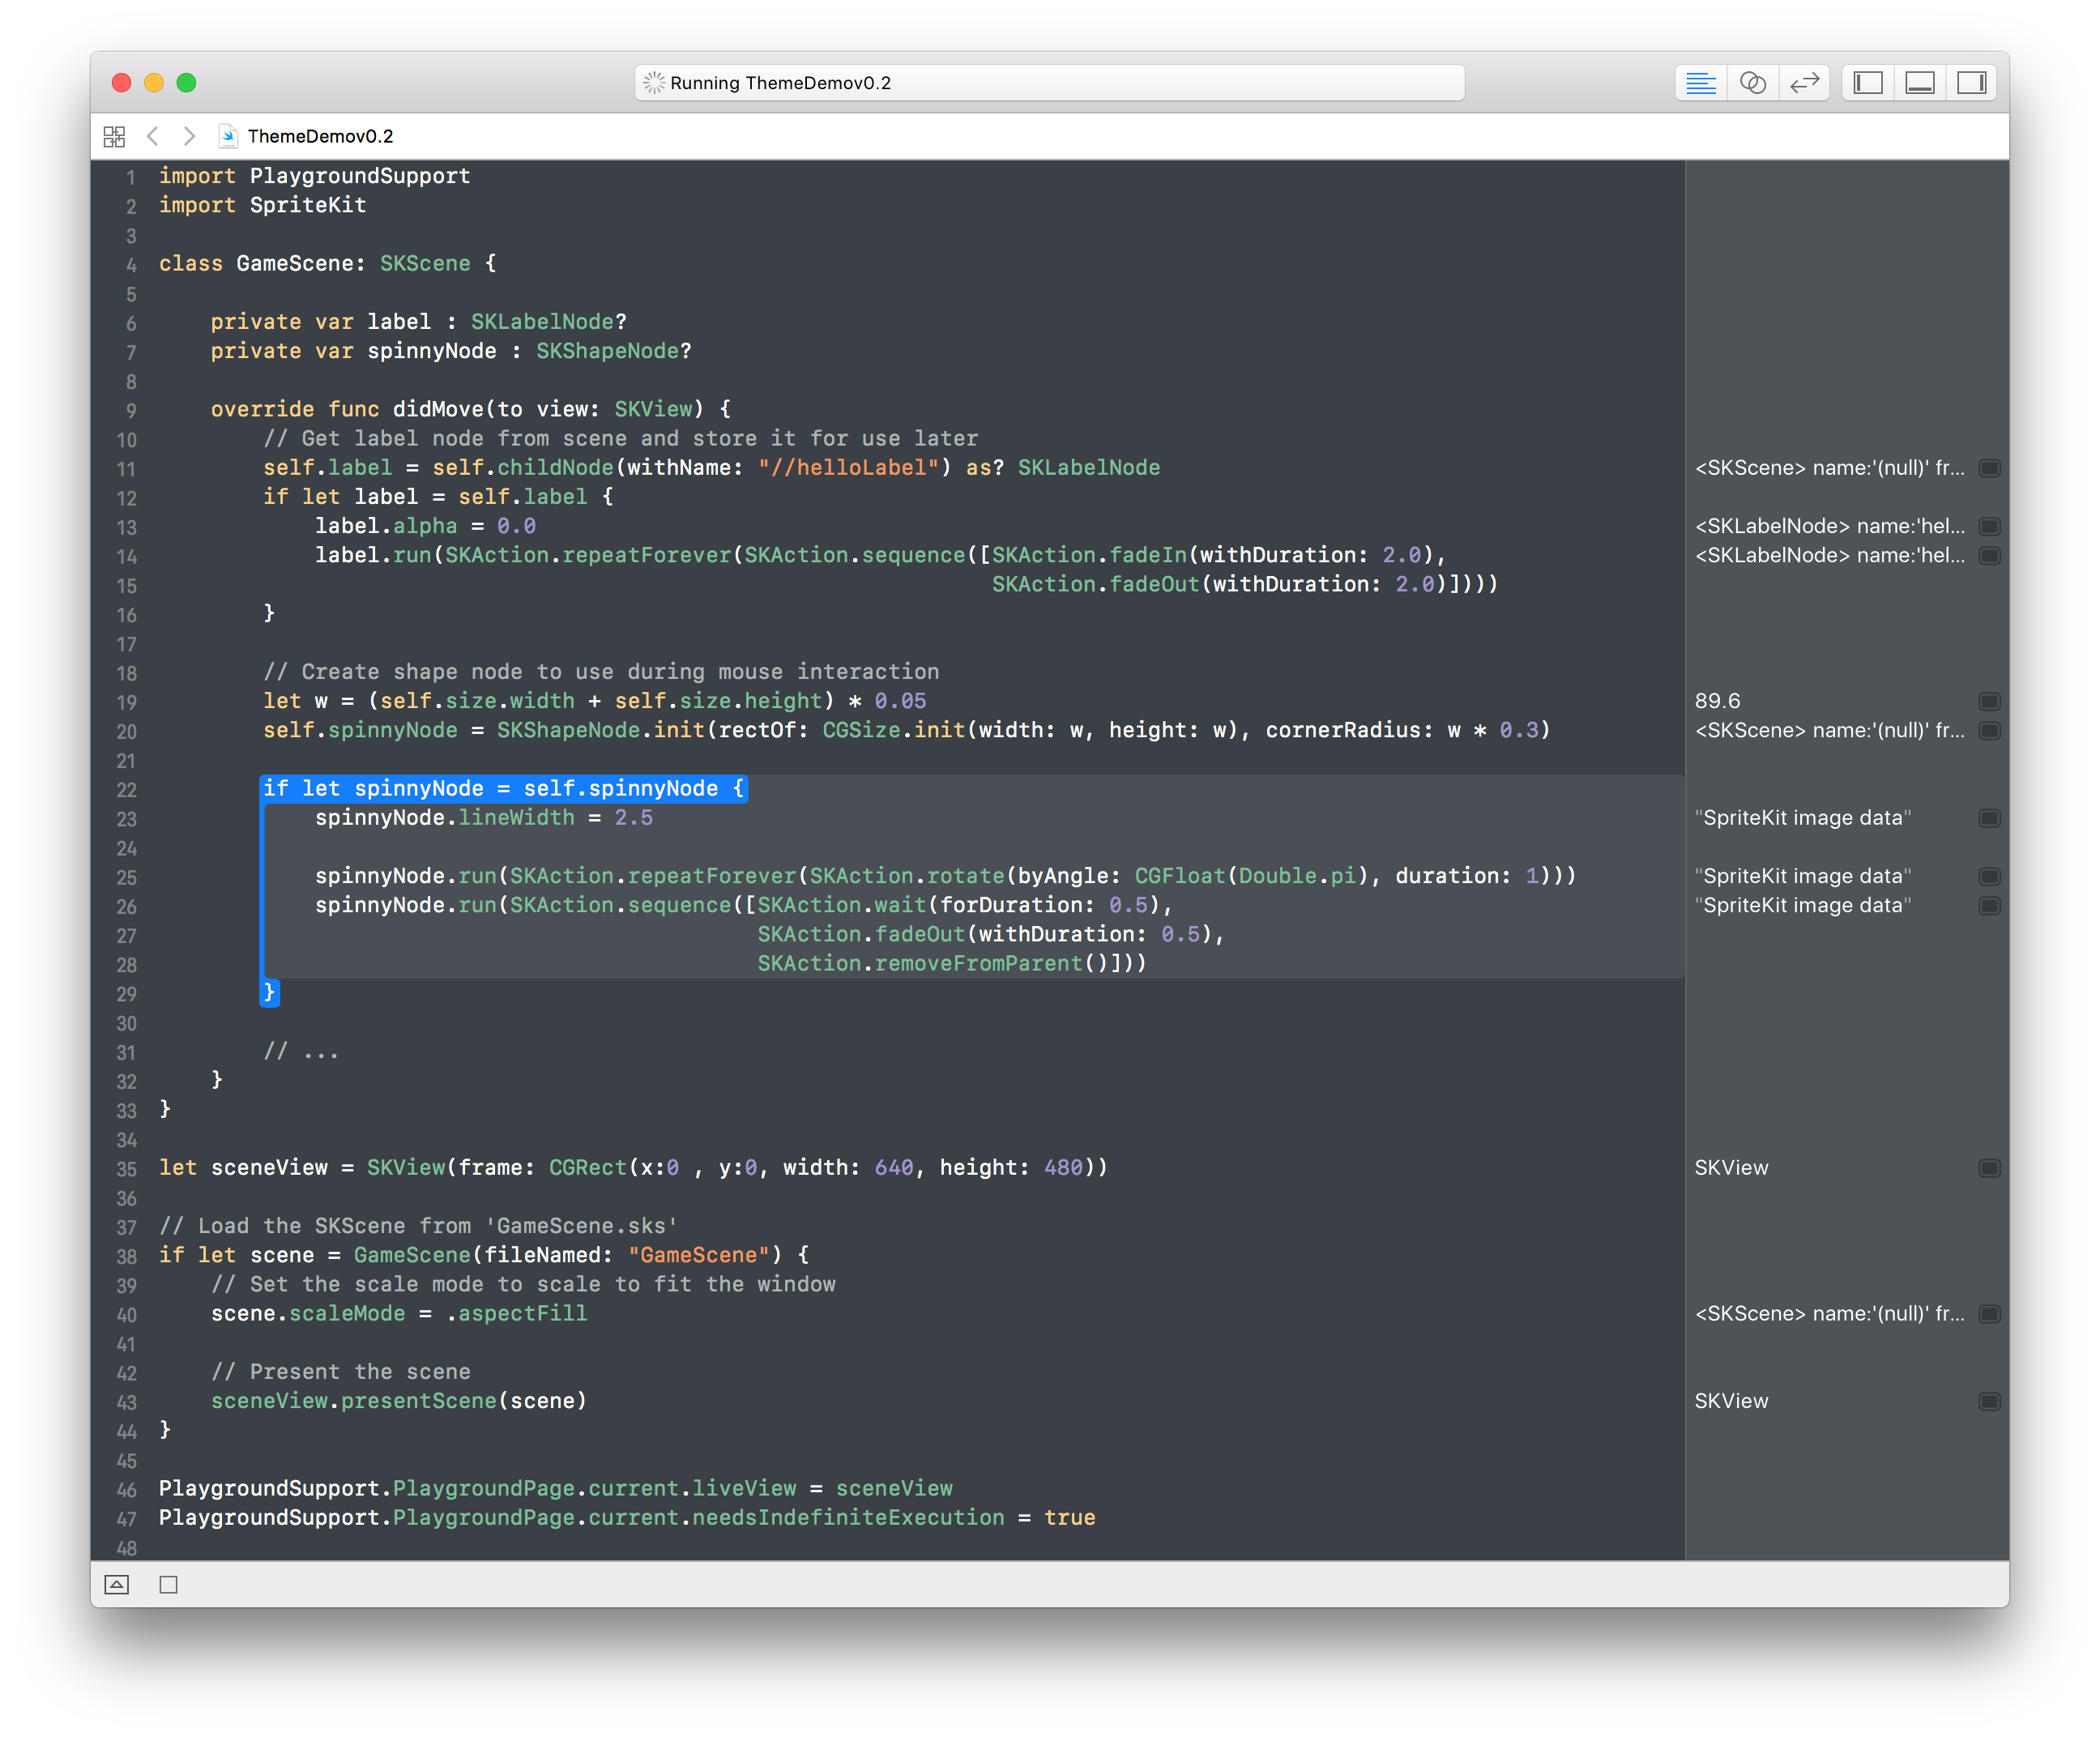 Running ThemeDemov0.2
ThemeDemov0.2
1 import PlaygroundSupport
2 import SpriteKit
3
4 class GameScene: SKScene {
5
6 private var label : SKLabelNode?
7 private var spinnyNode : SKShapeNode?
8
9 override func didMove(to view: SKView) {
10 // Get label node from scene and store it for use later
11 self.label = self.childNode(withName: "//helloLabel") as? SKLabelNode <SKScene> name:'(null)' fr...
12 if let label = self.label {
13 label.alpha = 0.0 <SKLabelNode> name:'hel...
14 label.run(SKAction.repeatForever(SKAction.sequence([SKAction.fadeIn(withDuration: 2.0), <SKLabelNode> name:'hel...
15 SKAction.fadeOut(withDuration: 2.0)])))
16 }
17
18 // Create shape node to use during mouse interaction
19 let w = (self.size.width + self.size.height) * 0.05 89.6
20 self.spinnyNode = SKShapeNode.init(rectOf: CGSize.init(width: w, height: w), cornerRadius: w * 0.3) <SKScene> name:'(null)' fr...
21
22 if let spinnyNode = self.spinnyNode {
23 spinnyNode.lineWidth = 2.5 "SpriteKit image data"
24
25 spinnyNode.run(SKAction.repeatForever(SKAction.rotate(byAngle: CGFloat(Double.pi), duration: 1))) "SpriteKit image data"
26 spinnyNode.run(SKAction.sequence([SKAction.wait(forDuration: 0.5), "SpriteKit image data"
27 SKAction.fadeOut(withDuration: 0.5),
28 SKAction.removeFromParent()]))
29 }
30
31 // ...
32 }
33 }
34
35 let sceneView = SKView(frame: CGRect(x:0 , y:0, width: 640, height: 480)) SKView
36
37 // Load the SKScene from 'GameScene.sks'
38 if let scene = GameScene(fileNamed: "GameScene") {
39 // Set the scale mode to scale to fit the window
40 scene.scaleMode = .aspectFill <SKScene> name:'(null)' fr...
41
42 // Present the scene
43 sceneView.presentScene(scene) SKView
44 }
45
46 PlaygroundSupport.PlaygroundPage.current.liveView = sceneView
47 PlaygroundSupport.PlaygroundPage.current.needsIndefiniteExecution = true
48